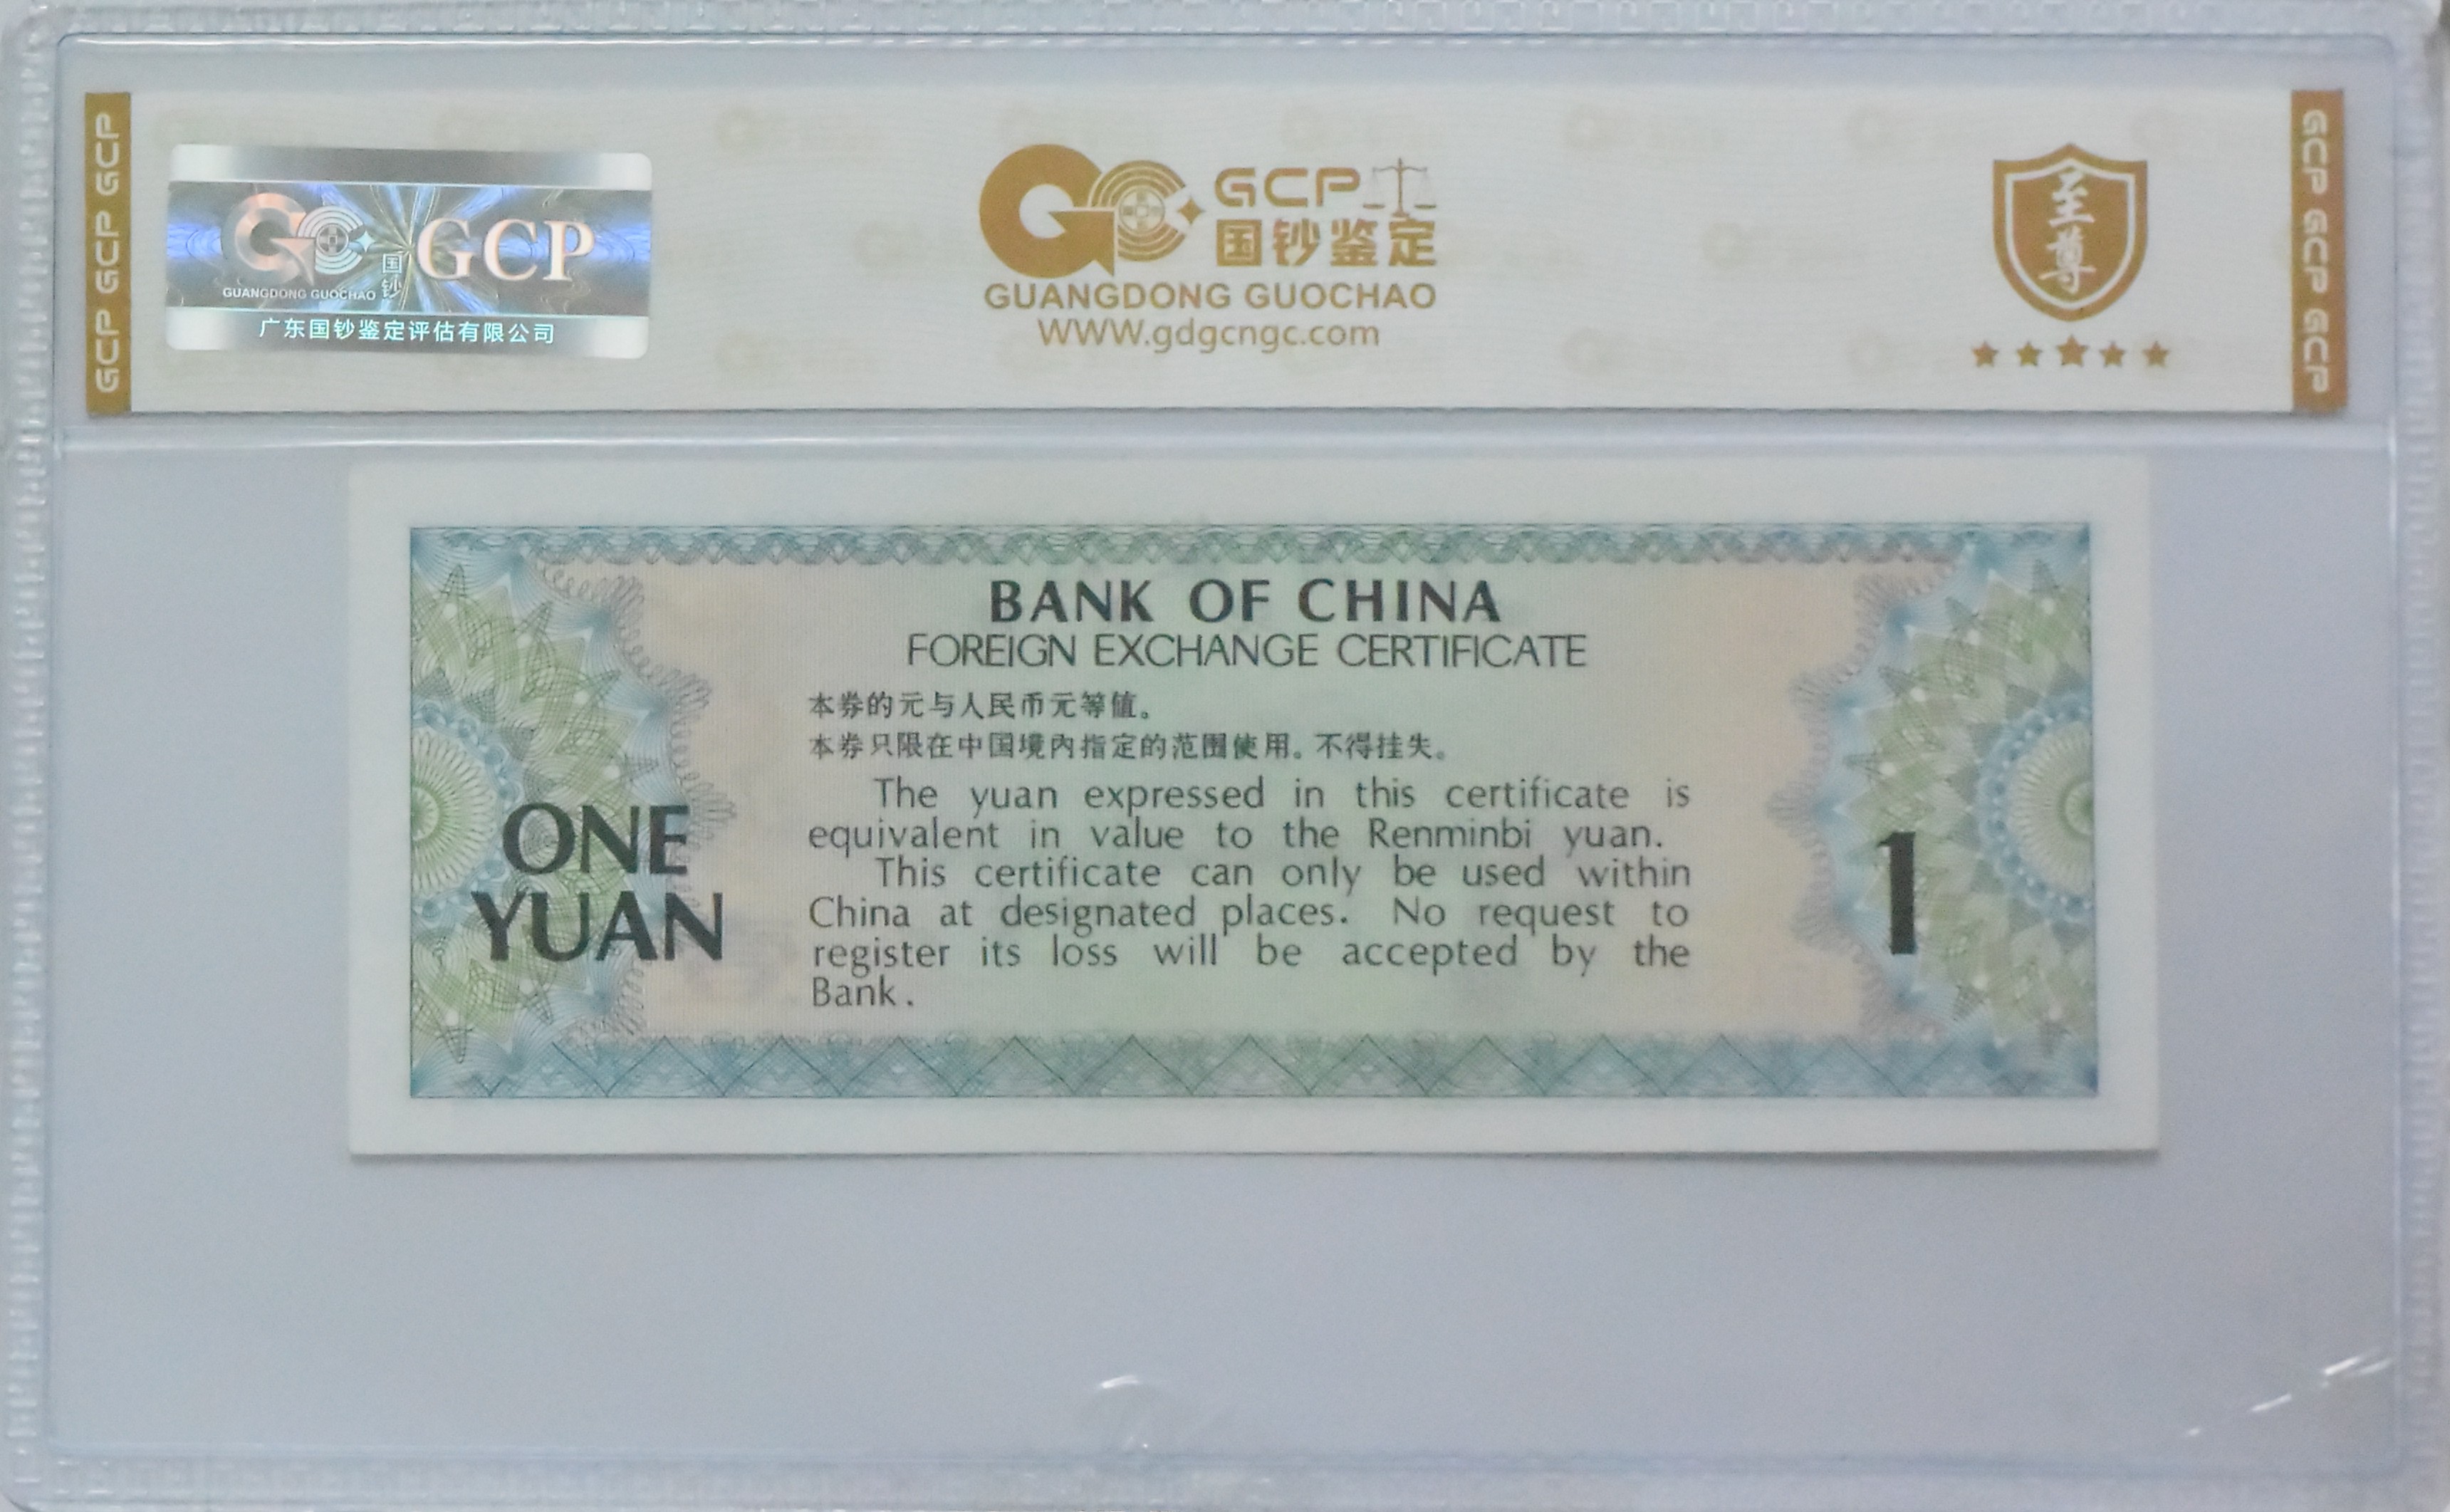 GCP GCP GCP
GCP
国钞
GUANGDONG GUOCHAO
广东国钞鉴定评估有限公司
GCP
国钞鉴定
GUANGDONG GUOCHAO
WWW.gdgcngc.com
至尊
GCP GCP GCP
BANK OF CHINA
FOREIGN EXCHANGE CERTIFICATE
本券的元与人民币元等值。
本券只限在中国境内指定的范围使用。不得挂失。
The yuan expressed in this certificate is
equivalent in value to the Renminbi yuan.
This certificate can only be used within
China at designated places. No request to
register its loss will be accepted by the
Bank.
ONE
YUAN
1